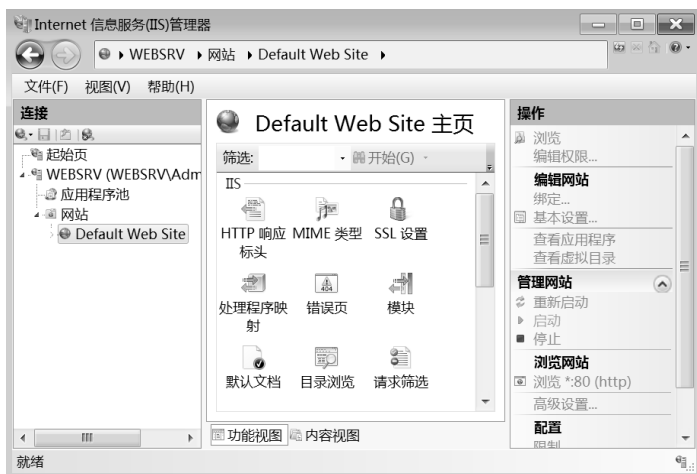 Internet 信息服务(IIS)管理器
WEBSRV 网站 Default Web Site
文件(F) 视图(V) 帮助(H)
连接
起始页
WEBSRV (WEBSRV\Adm
应用程序池
网站
Default Web Site
Default Web Site 主页
筛选: 开始(G)
IIS
HTTP 响应标头
MIME 类型
SSL 设置
处理程序映射
错误页
404
模块
默认文档
目录浏览
请求筛选
功能视图 内容视图
操作
浏览
编辑权限...
编辑网站
绑定...
基本设置...
查看应用程序
查看虚拟目录
管理网站
重新启动
启动
停止
浏览网站
浏览 *:80 (http)
高级设置...
配置
限制
就绪